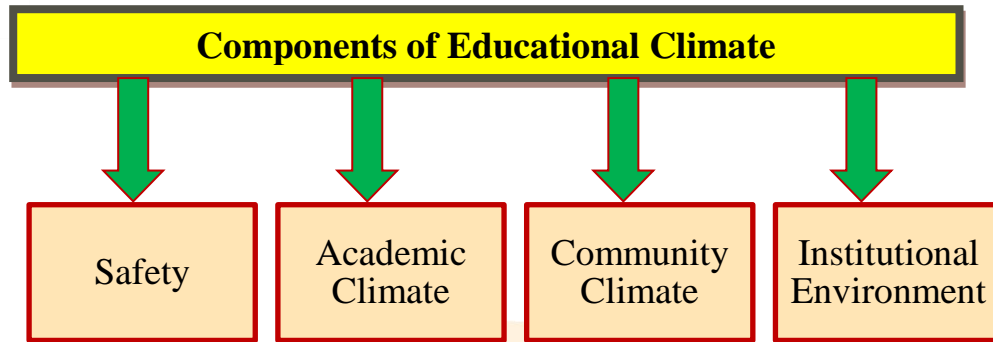 Components of Educational Climate
Safety
Academic
Climate
Community
Climate
Institutional
Environment